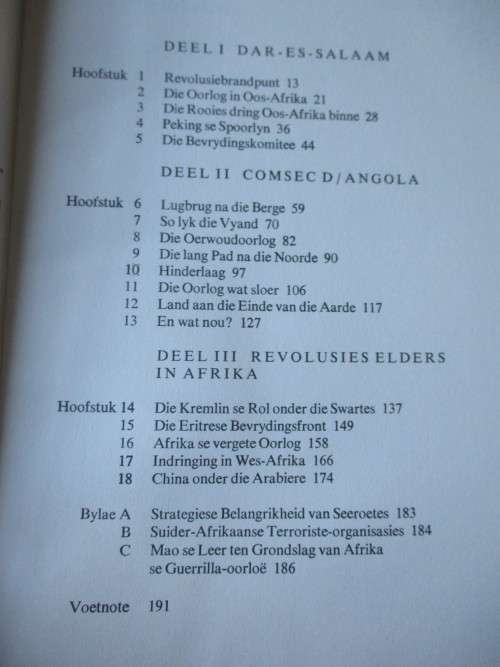 DEEL I DAR-ES-SALAAM
Hoofstuk 1 Revolusiebrandpunt 13
2 Die Oorlog in Oos-Afrika 21
3 Die Rooies dring Oos-Afrika binne 28
4 Peking se Spoorlyn 36
5 Die Bevrydingskomitee 44
DEEL II COMSEC D/ANGOLA
Hoofstuk 6 Lugbrug na die Berge 59
7 So lyk die Vyand 70
8 Die Oerwoudoorlog 82
9 Die lang Pad na die Noorde 90
10 Hinderlaag 97
11 Die Oorlog wat sloer 106
12 Land aan die Einde van die Aarde 117
13 En wat nou? 127
DEEL III REVOLUSIES ELDERS
IN AFRIKA
Hoofstuk 14 Die Kremlin se Rol onder die Swartes 137
15 Die Eritrese Bevrydingsfront 149
16 Afrika se vergete Oorlog 158
17 Indringing in Wes-Afrika 166
18 China onder die Arabiere 174
Bylae A Strategiese Belangrikheid van Seeroetes 183
B Suider-Afrikaanse Terroriste-organisasies 184
C Mao se Leer ten Grondslag van Afrika
se Guerrilla-oorloë 186
Voetnote 191